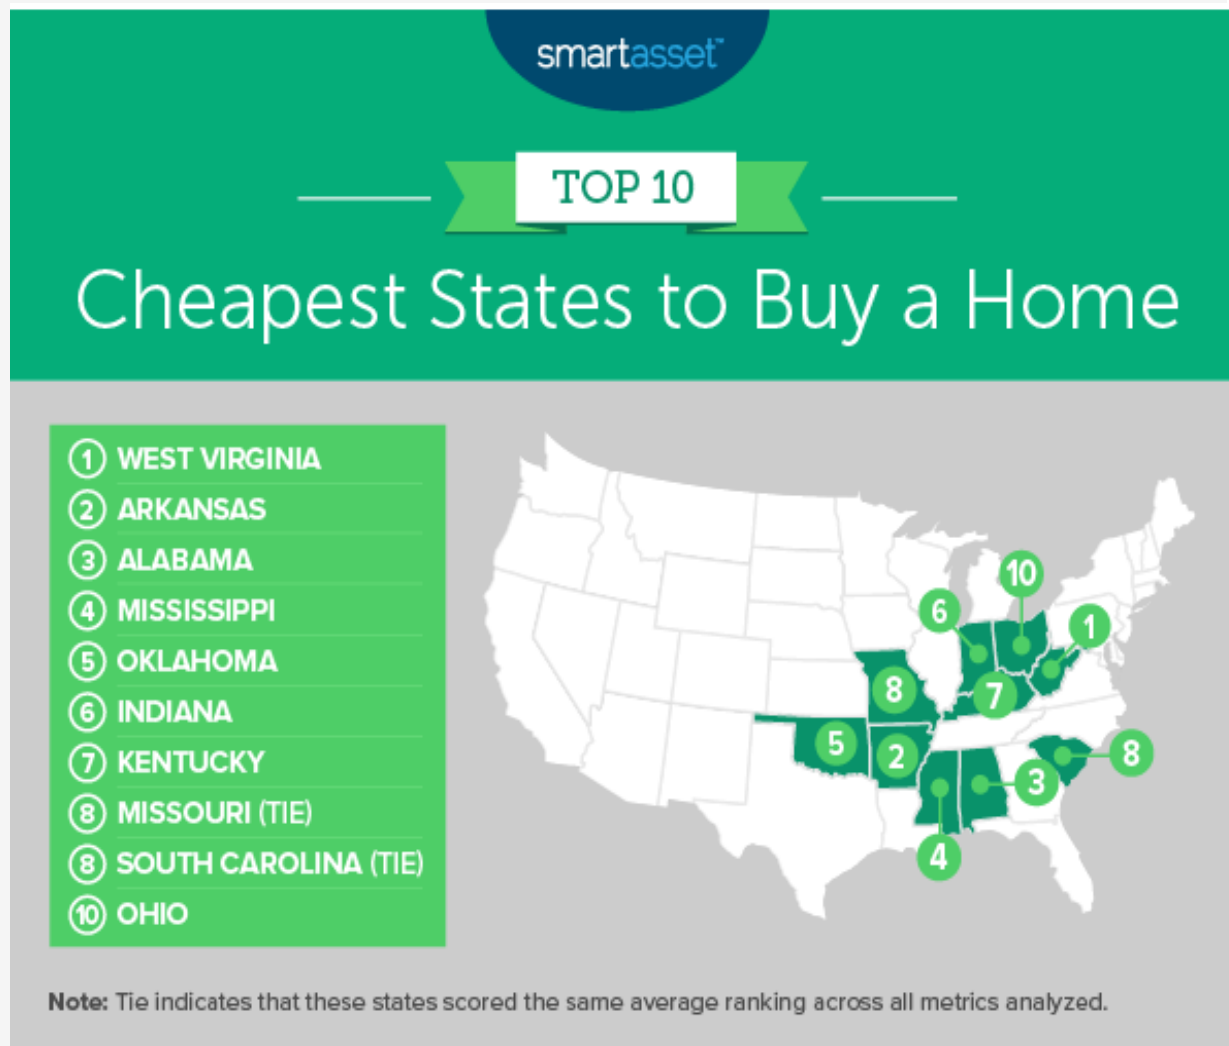 smartasset™
TOP 10
Cheapest States to Buy a Home
1 WEST VIRGINIA
2 ARKANSAS
3 ALABAMA
4 MISSISSIPPI
5 OKLAHOMA
6 INDIANA
7 KENTUCKY
8 MISSOURI (TIE)
8 SOUTH CAROLINA (TIE)
10 OHIO
10
6
1
8
7
5
2
8
3
4
Note: Tie indicates that these states scored the same average ranking across all metrics analyzed.